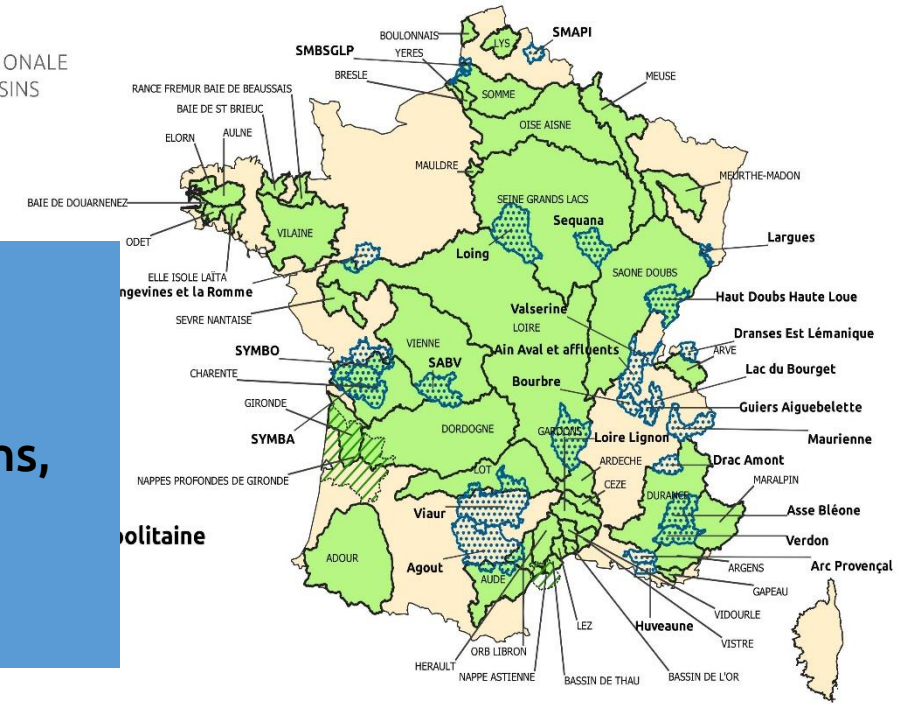 ONALE
SINS
BOULONNAIS
LYS
SMAPI
SMBSGLP
YERES
BRESLE
SOMME
MEUSE
RANCE FREMUR BAIE DE BEAUSSAIS
BAIE DE ST BRIEUC
OISE AISNE
ELORN
AULNE
MAULDRE
MEURTHE-MADON
BAIE DE DOUARNENEZ
SEINE GRANDS LACS
Sequana
ODET
VILAINE
Loing
Largues
SAONE DOUBS
ELLE ISOLE LAÏTA
ngevines et la Romme
Haut Doubs Haute Loue
Valserine
SEVRE NANTAISE
LOIRE
Dranses Est Lémanique
VIENNE
SYMBO
Ain Aval et affluents
ARVE
SABV
Lac du Bourget
CHARENTE
Bourbre
GIRONDE
Guiers Aiguebelette
DORDOGNE
GARDONS
Loire Lignon
SYMBA
Maurienne
ns,
ARDECHE
Drac Amont
LOT
NAPPES PROFONDES DE GIRONDE
CEZE
MARALPIN
DURANCE
Viaur
Asse Bléone
politaine
Verdon
ADOUR
Agout
Arc Provençal
ARGENS
AUDE
GAPEAU
VIDOURLE
LEZ
Huveaune
VISTRE
ORB LIBRON
HERAULT
NAPPE ASTIENNE
BASSIN DE THAU
BASSIN DE L'OR